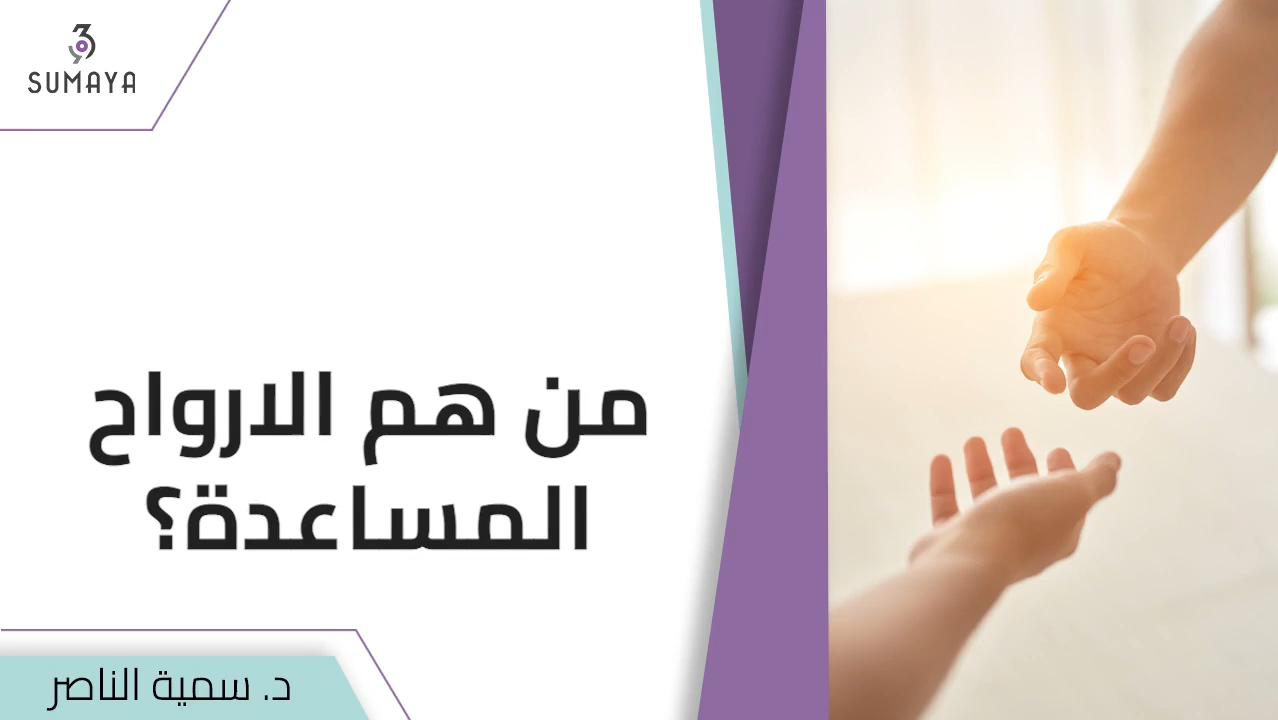 SUMAYA
من هم الارواح
المساعدة؟
د. سمية الناصر